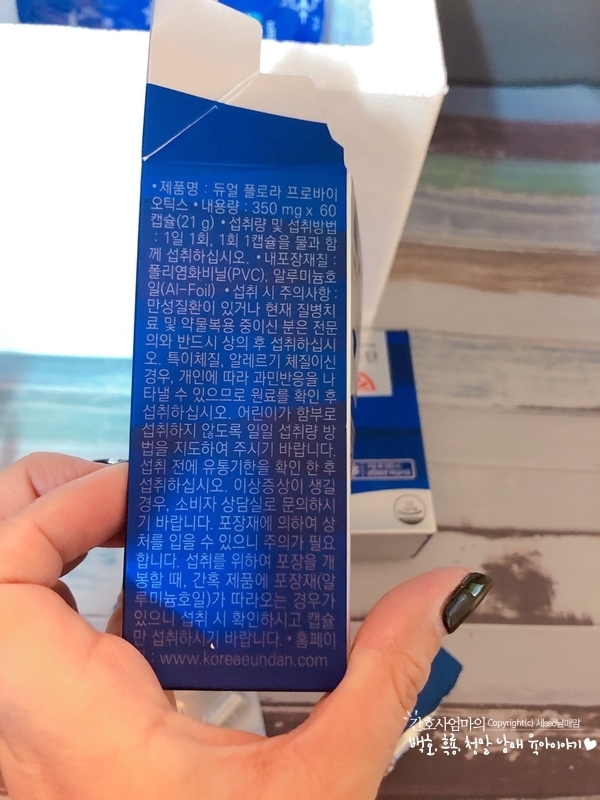 •제품명 : 듀얼 플로라 프로바이
오틱스 •내용량 : 350 mg x 60
캡슐(21 g) •섭취량 및 섭취방법
: 1일 1회, 1회 1캡슐을 물과 함
께 섭취하십시오. •내포장재질 :
폴리염화비닐(PVC), 알루미늄호
일(Al-Foil) •섭취 시 주의사항 :
만성질환이 있거나 현재 질병치
료 및 약물복용 중이신 분은 전문
의와 반드시 상의 후 섭취하십시
오. 특이체질, 알레르기 체질이신
경우, 개인에 따라 과민반응을 나
타낼 수 있으므로 원료를 확인 후
섭취하십시오. 어린이가 함부로
섭취하지 않도록 일일 섭취량 방
법을 지도하여 주시기 바랍니다.
섭취 전에 유통기한을 확인 한 후
섭취하십시오. 이상증상이 생길
경우, 소비자 상담실로 문의하시
기 바랍니다. 포장재에 의하여 상
처를 입을 수 있으니 주의가 필요
합니다. 섭취를 위하여 포장을 개
봉할 때, 간혹 제품에 포장재(알
루미늄호일)가 따라오는 경우가
있으니 섭취 시 확인하시고 캡슐
만 섭취하시기 바랍니다. •홈페이
지 : www.koreaeundan.com
단
간호사엄마의 Copyright(c) 세seo남매맘
백호, 흑룡, 청말 남매 육아이야기♥